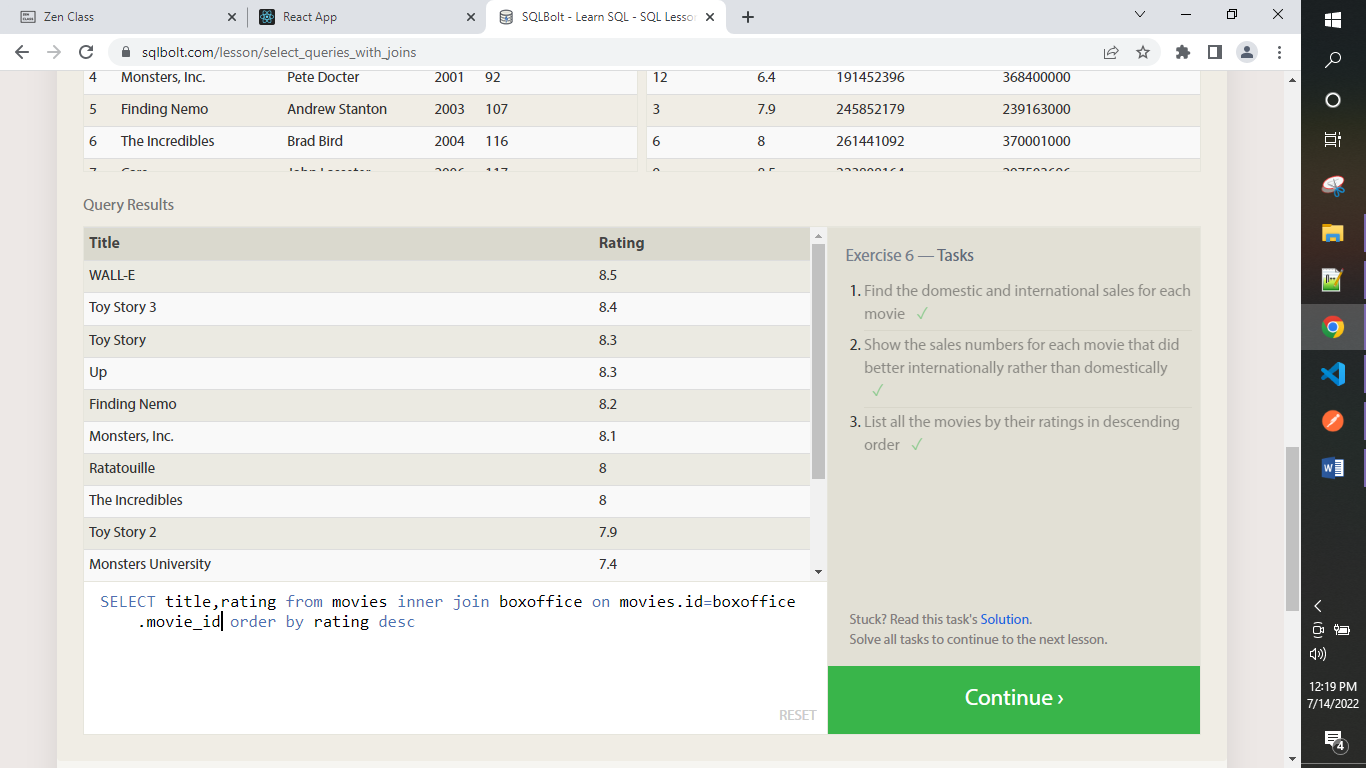 Zen Class
React App
SQLBolt - Learn SQL - SQL Lesso
sqlbolt.com/lesson/select_queries_with_joins
4 Monsters, Inc. Pete Docter 2001 92 12 6.4 191452396 368400000
5 Finding Nemo Andrew Stanton 2003 107 3 7.9 245852179 239163000
6 The Incredibles Brad Bird 2004 116 6 8 261441092 370001000
Query Results
Title Rating
WALL-E 8.5
Toy Story 3 8.4
Toy Story 8.3
Up 8.3
Finding Nemo 8.2
Monsters, Inc. 8.1
Ratatouille 8
The Incredibles 8
Toy Story 2 7.9
Monsters University 7.4
SELECT title,rating from movies inner join boxoffice on movies.id=boxoffice
.movie_id order by rating desc
RESET
Exercise 6 — Tasks
1. Find the domestic and international sales for each
movie ✓
2. Show the sales numbers for each movie that did
better internationally rather than domestically
✓
3. List all the movies by their ratings in descending
order ✓
Stuck? Read this task's Solution.
Solve all tasks to continue to the next lesson.
Continue ›
12:19 PM
7/14/2022
4